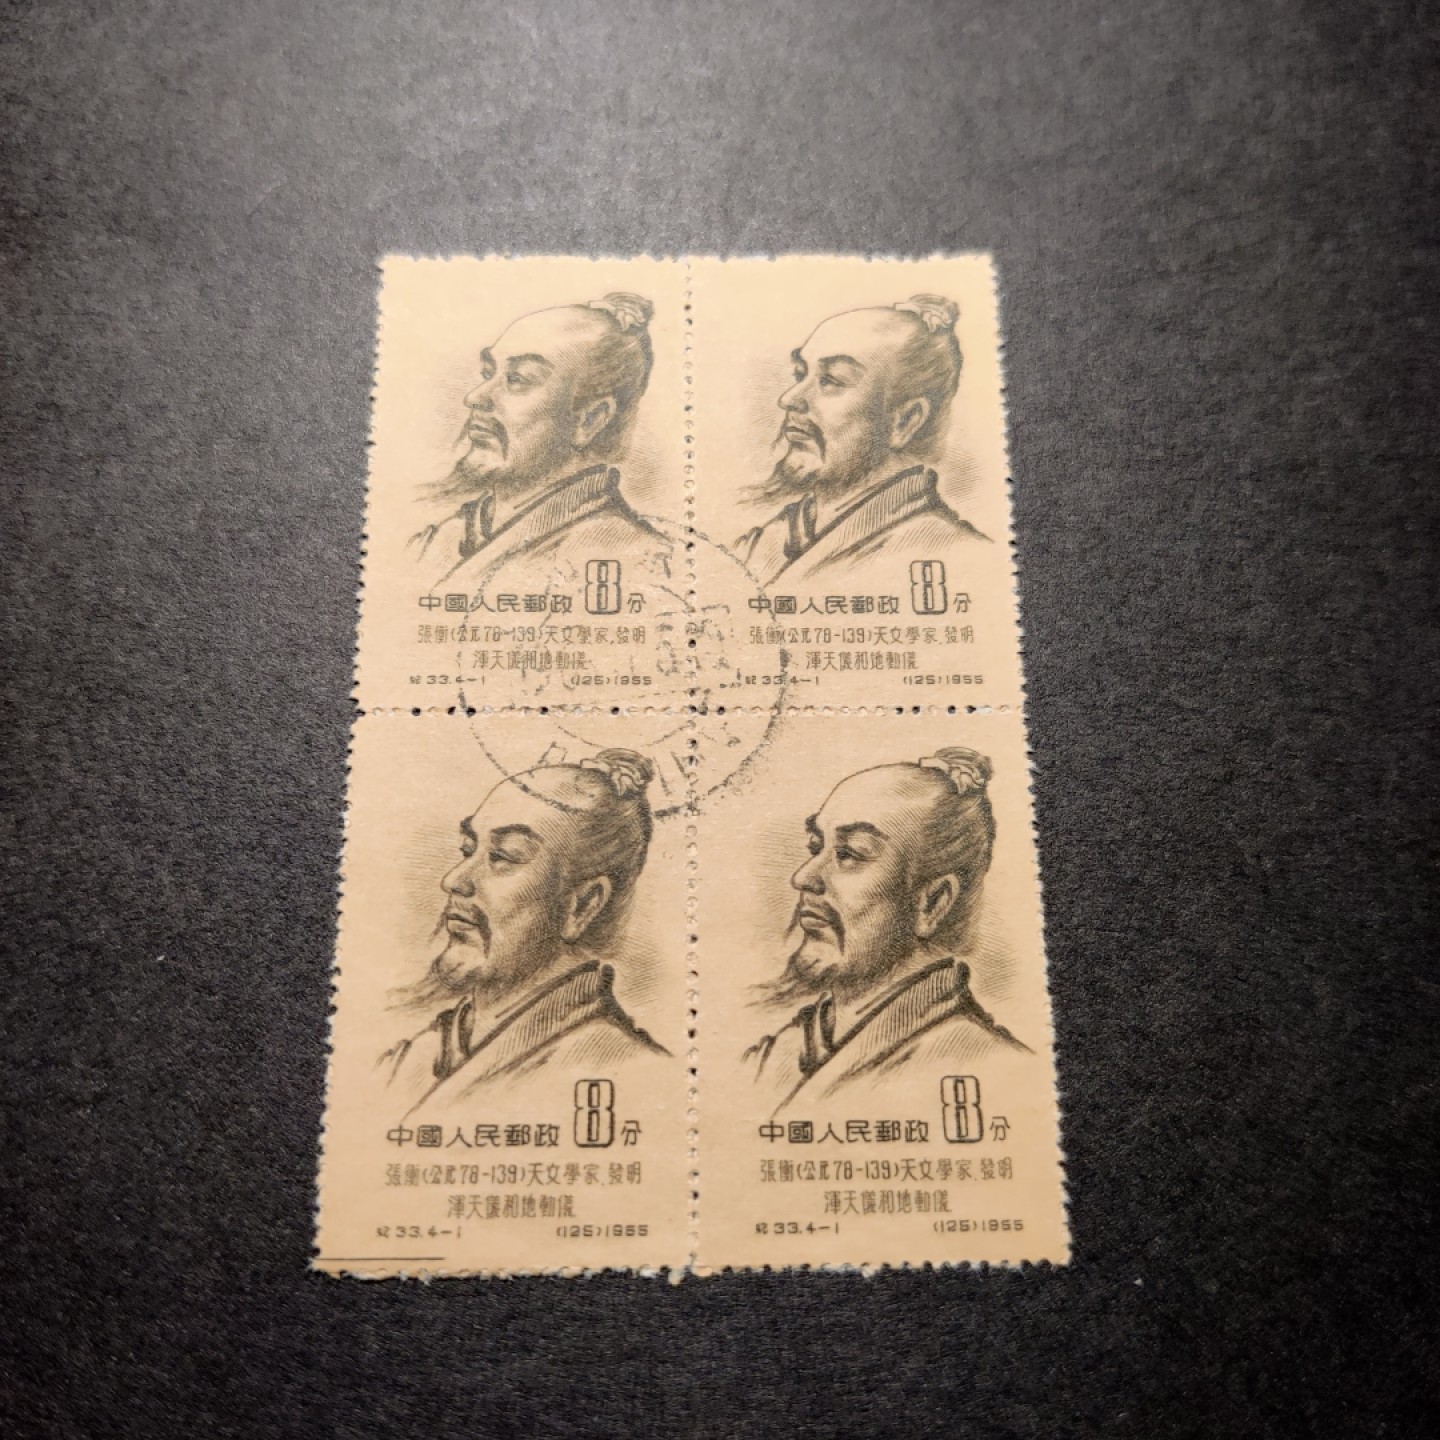 中國人民郵政 8分
張衡(公元78-139)天文學家,發明
渾天儀和地動儀
紀33.4-1 (125)1955
中國人民郵政 8分
張衡(公元78-139)天文學家,發明
渾天儀和地動儀
紀33.4-1 (125)1955
中國人民郵政 8分
張衡(公元78-139)天文學家,發明
渾天儀和地動儀
紀33.4-1 (125)1955
中國人民郵政 8分
張衡(公元78-139)天文學家,發明
渾天儀和地動儀
紀33.4-1 (125)1955